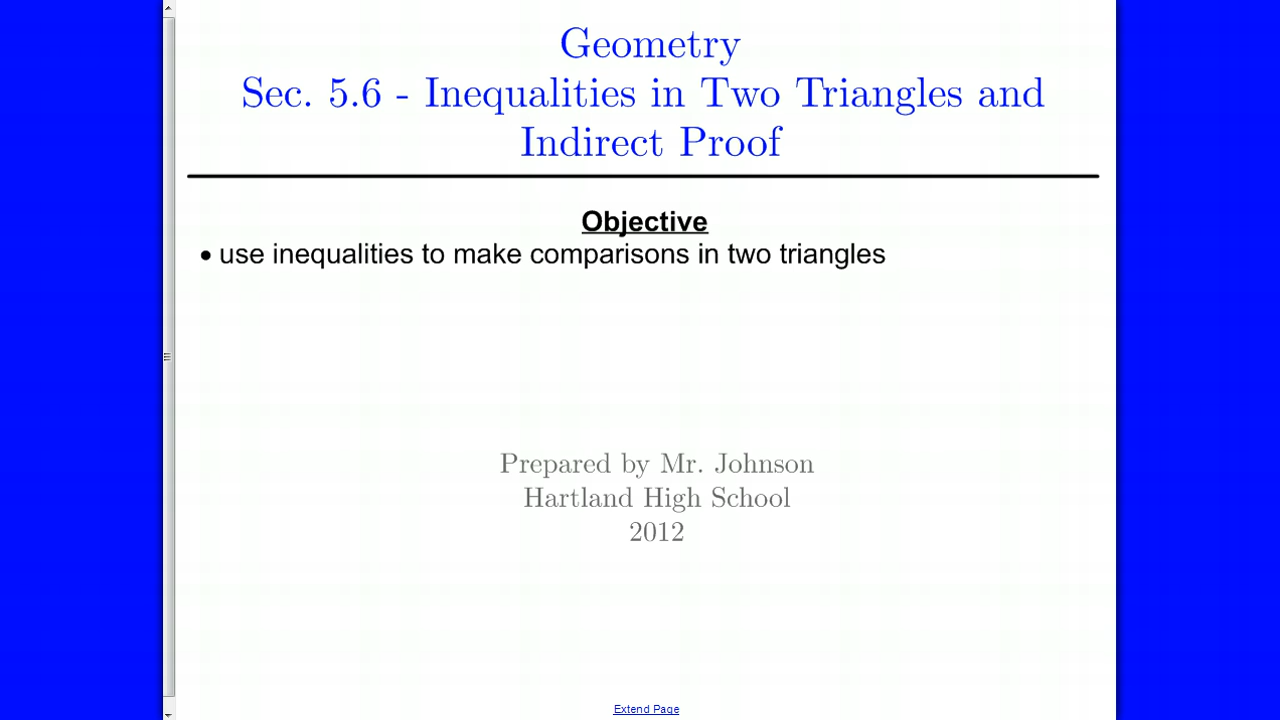 Geometry
Sec. 5.6 - Inequalities in Two Triangles and
Indirect Proof
Objective
• use inequalities to make comparisons in two triangles
Prepared by Mr. Johnson
Hartland High School
2012
Extend Page